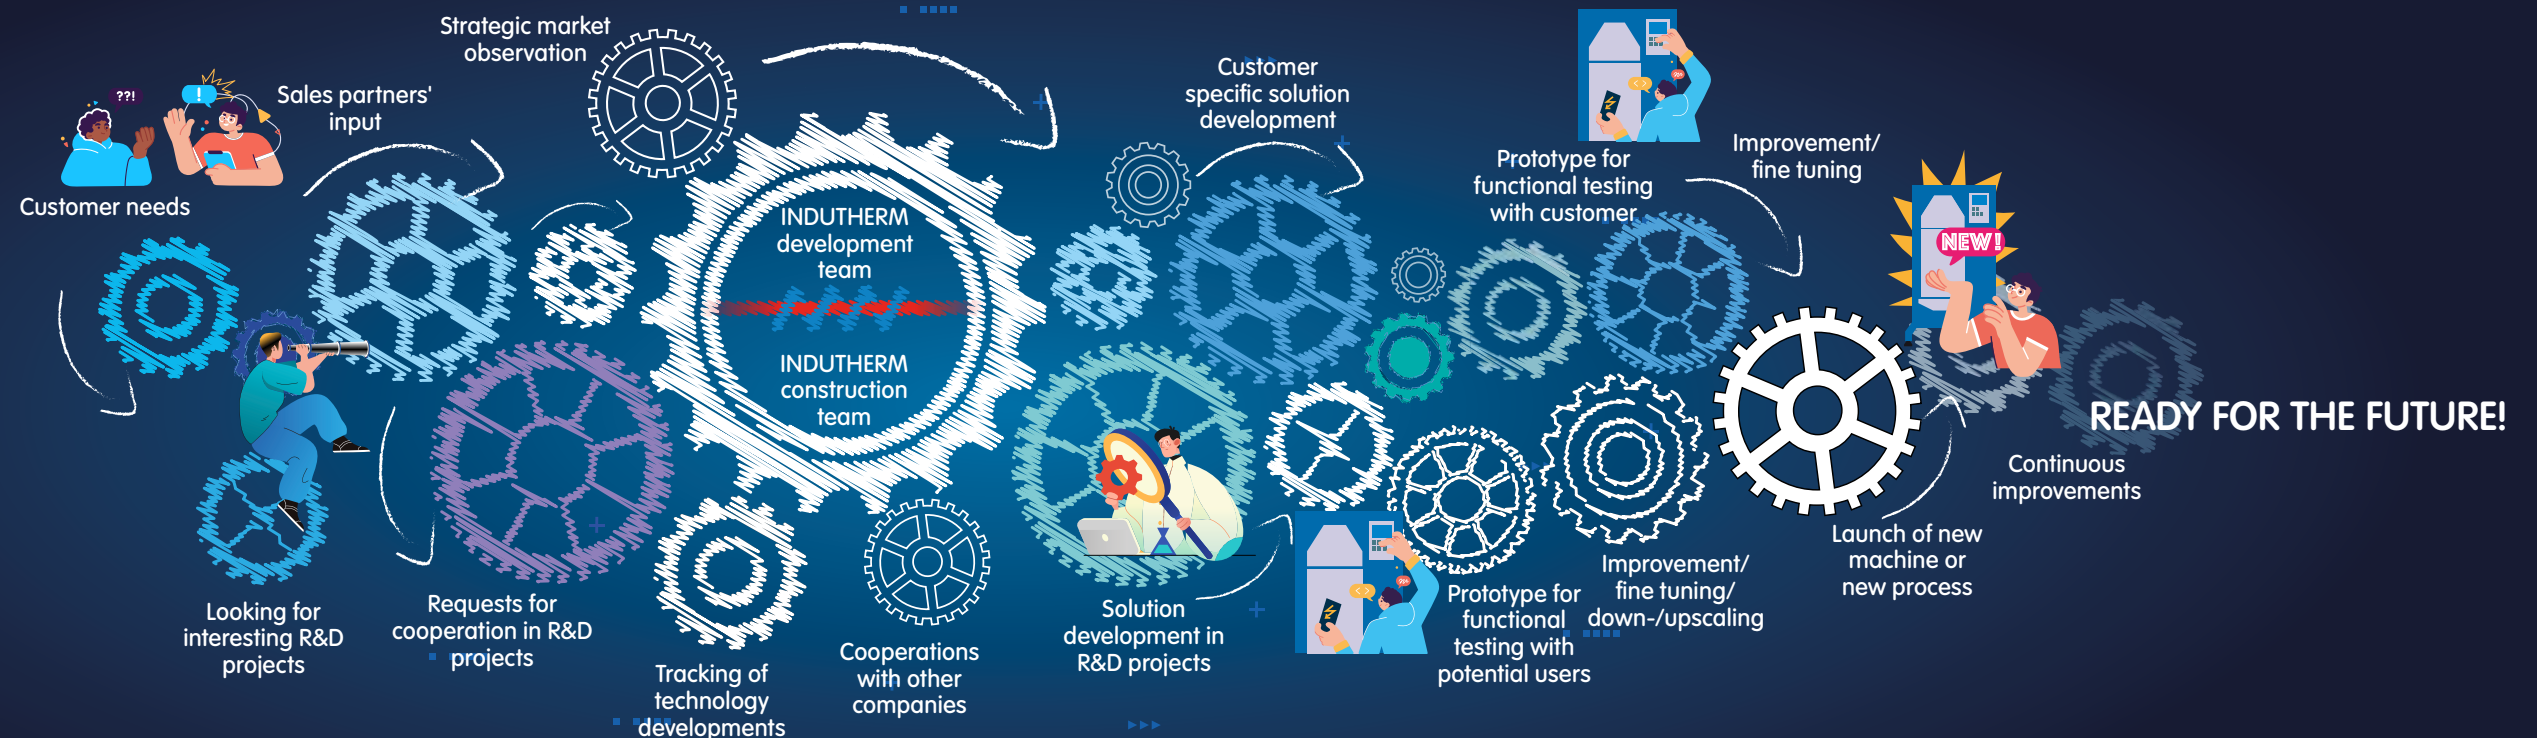 Strategic market
observation
??!
!
Sales partners'
input
Customer needs
INDUTHERM
development
team
INDUTHERM
construction
team
Looking for
interesting R&D
projects
Requests for
cooperation in R&D
projects
Tracking of
technology
developments
Cooperations
with other
companies
Customer
specific solution
development
Solution
development in
R&D projects
Prototype for
functional testing
with customer
Improvement/
fine tuning
Prototype for
functional
testing with
potential users
Improvement/
fine tuning/
down-/upscaling
NEW!
Launch of new
machine or
new process
Continuous
improvements
READY FOR THE FUTURE!